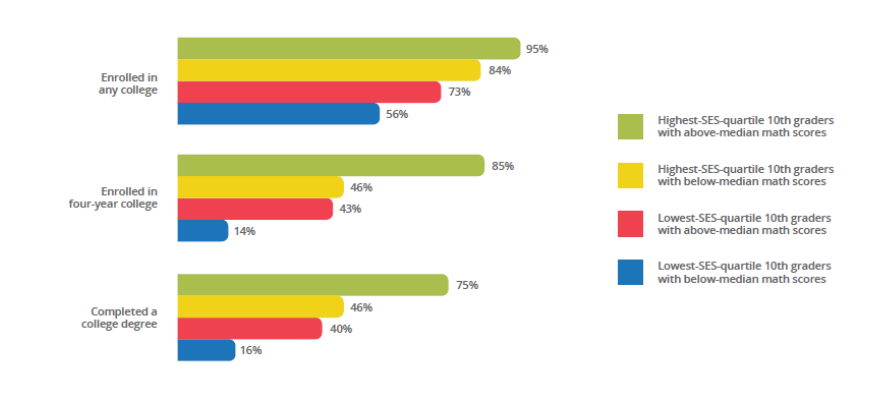 95%
84%
Enrolled in
any college
73%
56%
85%
46%
Enrolled in
four-year college
43%
14%
75%
46%
Completed a
college degree
40%
16%
Highest-SES-quartile 10th graders
with above-median math scores
Highest-SES-quartile 10th graders
with below-median math scores
Lowest-SES-quartile 10th graders
with above-median math scores
Lowest-SES-quartile 10th graders
with below-median math scores